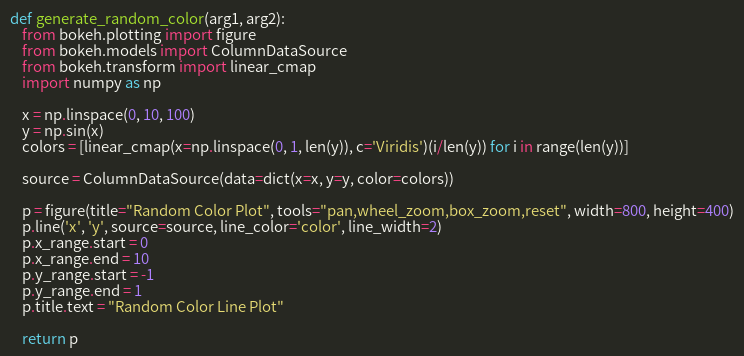 def generate_random_color(arg1, arg2):
    from bokeh.plotting import figure
    from bokeh.models import ColumnDataSource
    from bokeh.transform import linear_cmap
    import numpy as np

    x = np.linspace(0, 10, 100)
    y = np.sin(x)
    colors = [linear_cmap(x=np.linspace(0, 1, len(y)), c='Viridis')(i/len(y)) for i in range(len(y))]

    source = ColumnDataSource(data=dict(x=x, y=y, color=colors))

    p = figure(title="Random Color Plot", tools="pan,wheel_zoom,box_zoom,reset", width=800, height=400)
    p.line('x', 'y', source=source, line_color='color', line_width=2)
    p.x_range.start = 0
    p.x_range.end = 10
    p.y_range.start = -1
    p.y_range.end = 1
    p.title.text = "Random Color Line Plot"

    return p